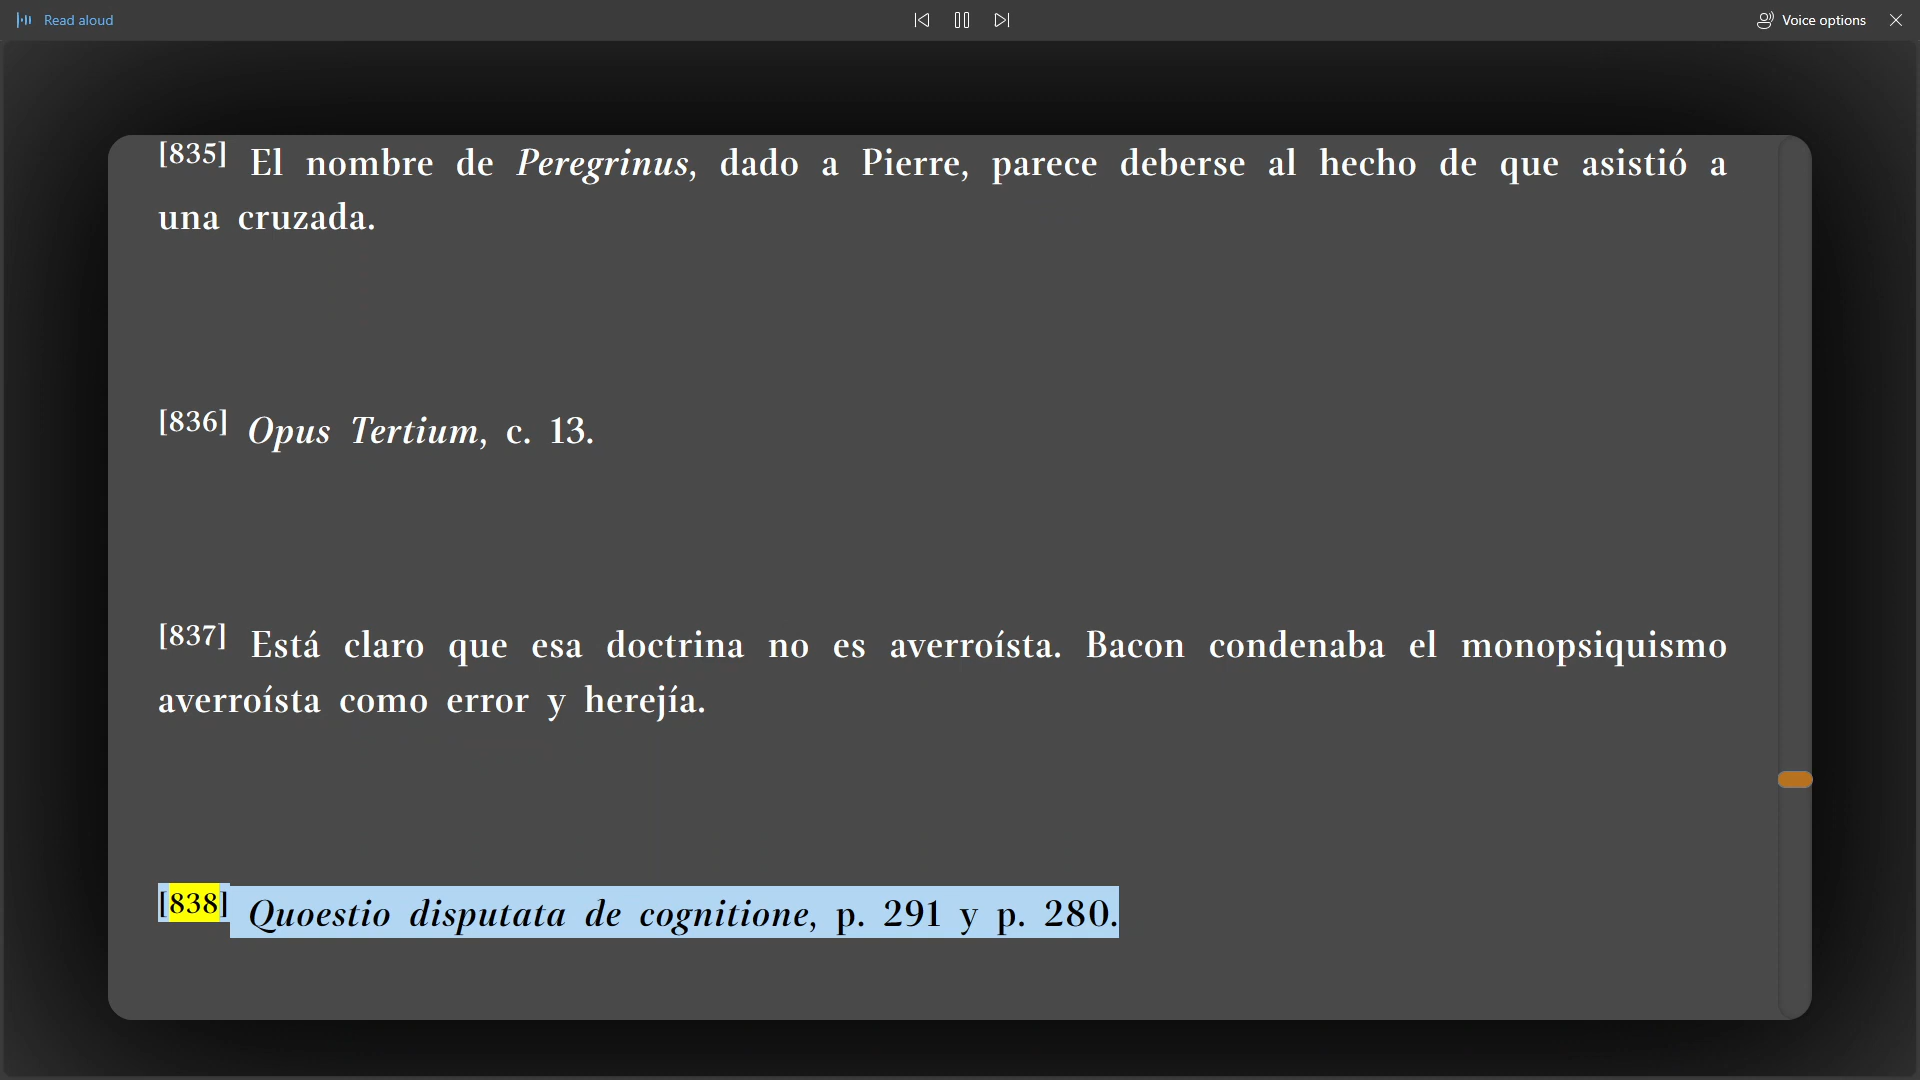 Read aloud
Voice options
[835] El nombre de Peregrinus, dado a Pierre, parece deberse al hecho de que asistió a
una cruzada.
[836] Opus Tertium, c. 13.
[837] Está claro que esa doctrina no es averroísta. Bacon condenaba el monopsiquismo
averroísta como error y herejía.
[838] Quoestio disputata de cognitione, p. 291 y p. 280.